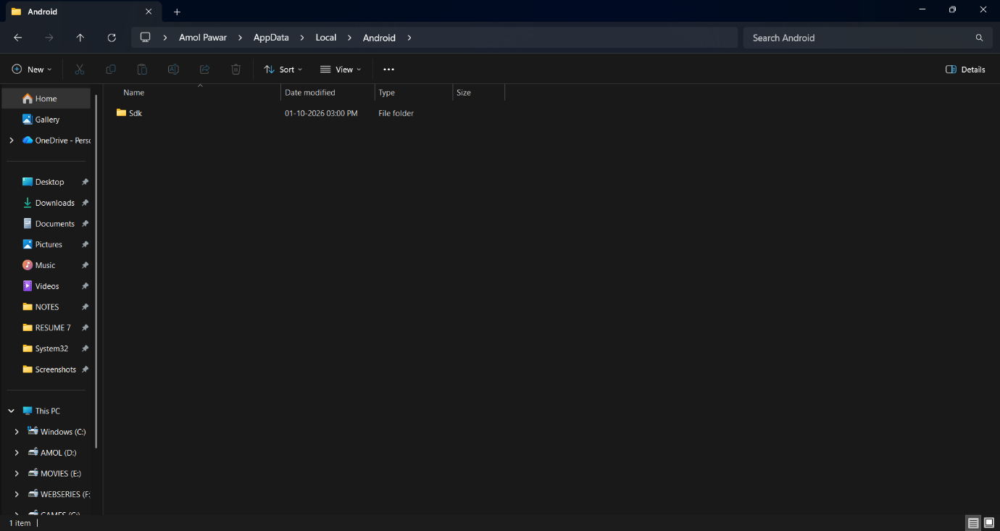 Android
Amol Pawar > AppData > Local > Android >
Search Android
New
Sort
View
Details
Name
Date modified
Type
Size
Home
Sdk
01-10-2026 03:00 PM
File folder
Gallery
OneDrive - Perso
Desktop
Downloads
Documents
Pictures
Music
Videos
NOTES
RESUME 7
System32
Screenshots
This PC
Windows (C:)
AMOL (D:)
MOVIES (E:)
WEBSERIES (F:
GAMES (G:)
1 item